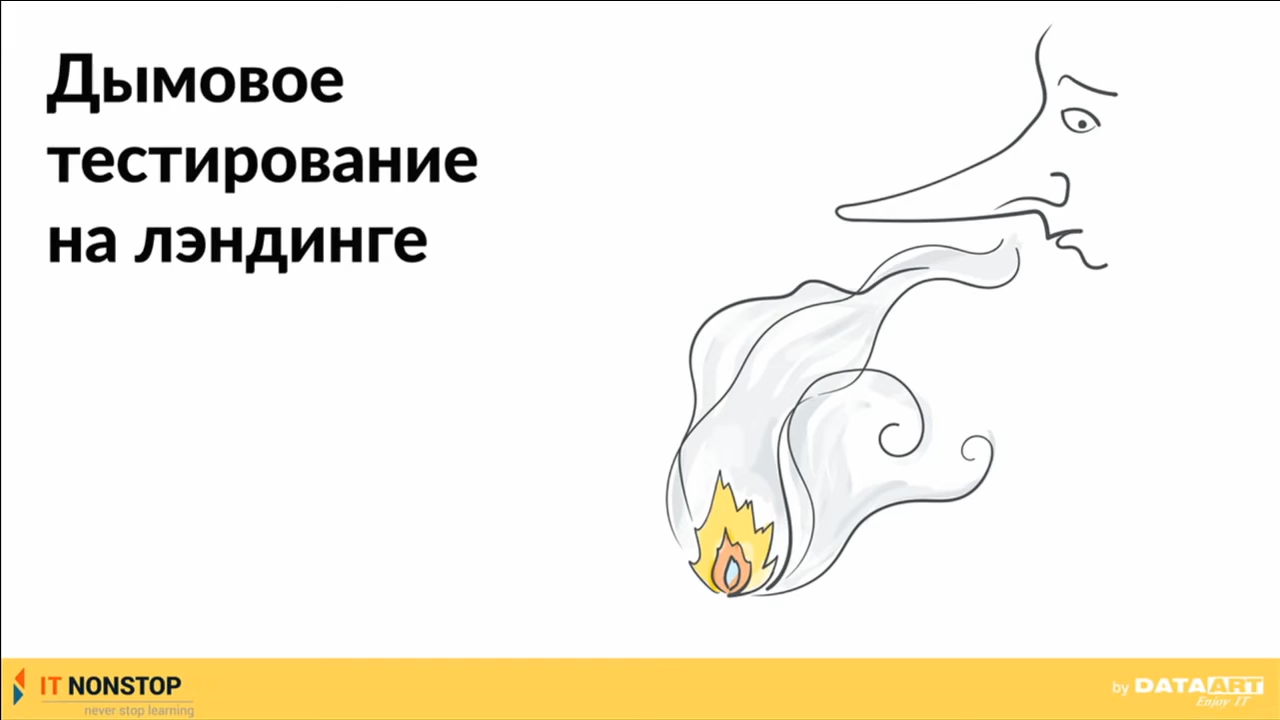 Дымовое
тестирование
на лэндинге
IT NONSTOP
never stop learning
by DATAART
Enjoy IT